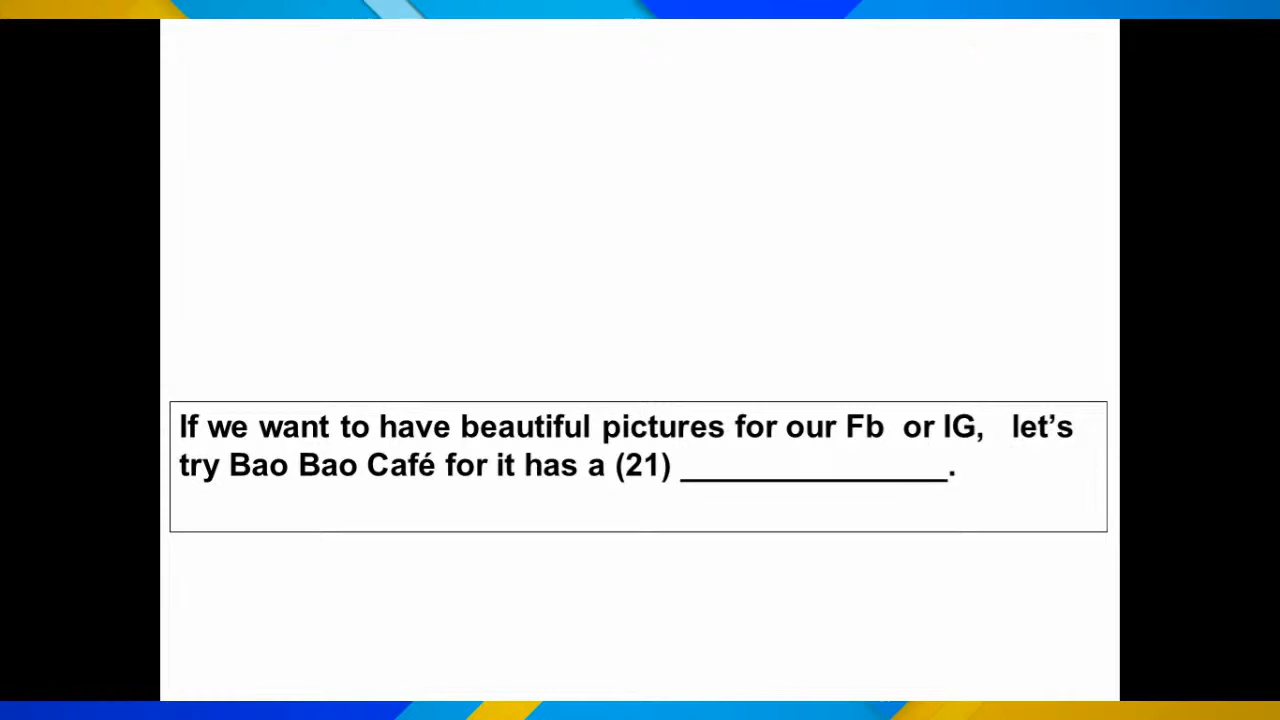 If we want to have beautiful pictures for our Fb  or IG,   let’s
try Bao Bao Café for it has a (21) _______________.